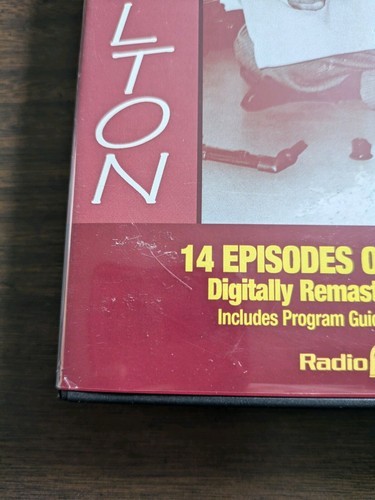 LTON
14 EPISODES O
Digitally Remast
Includes Program Guid
Radio